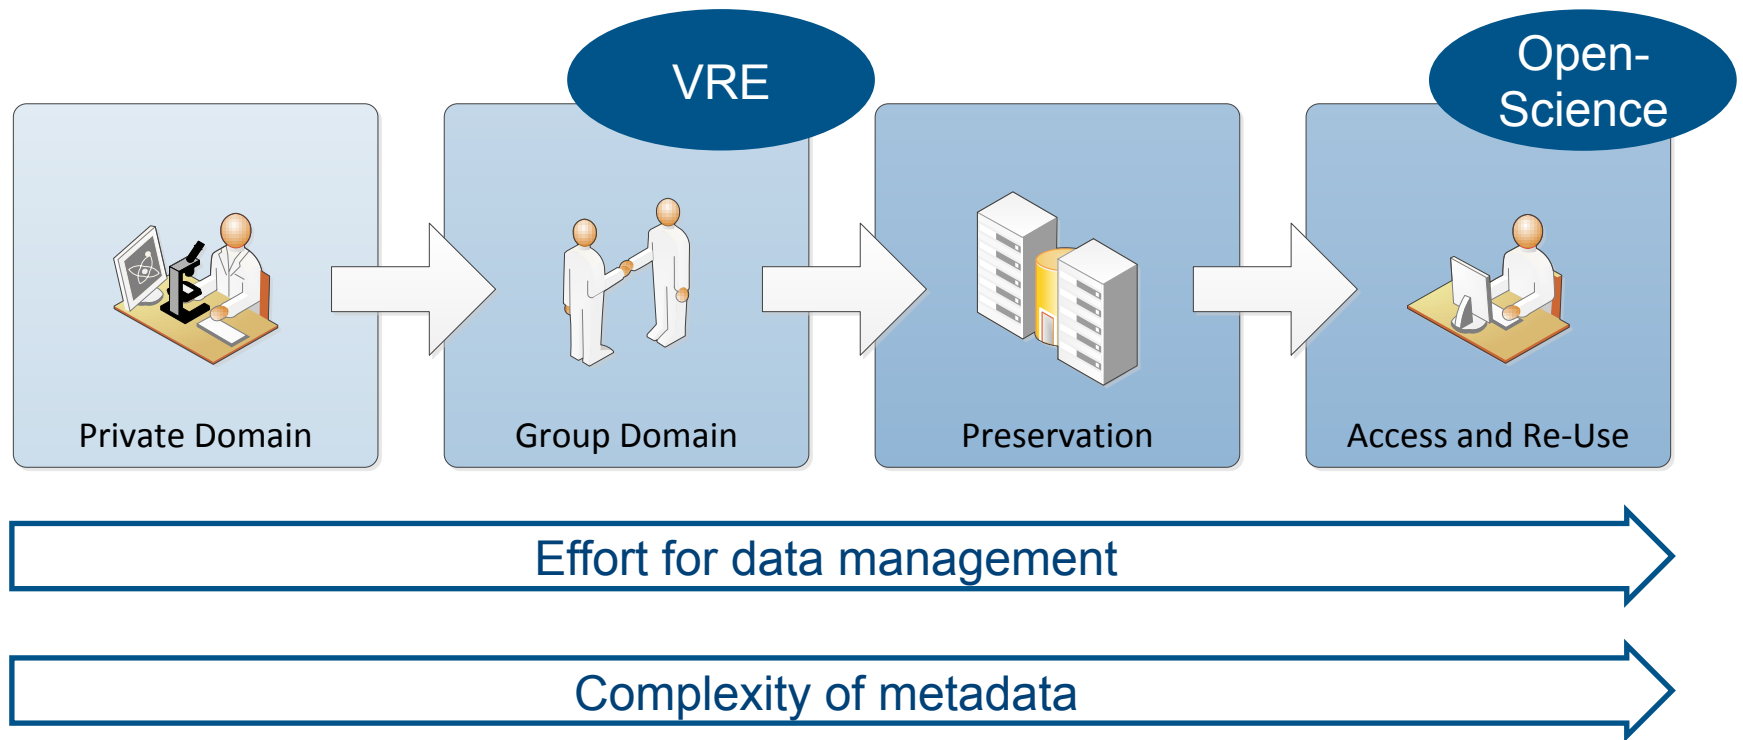 VRE
Open-
Science
Private Domain
Group Domain
Preservation
Access and Re-Use
Effort for data management
Complexity of metadata